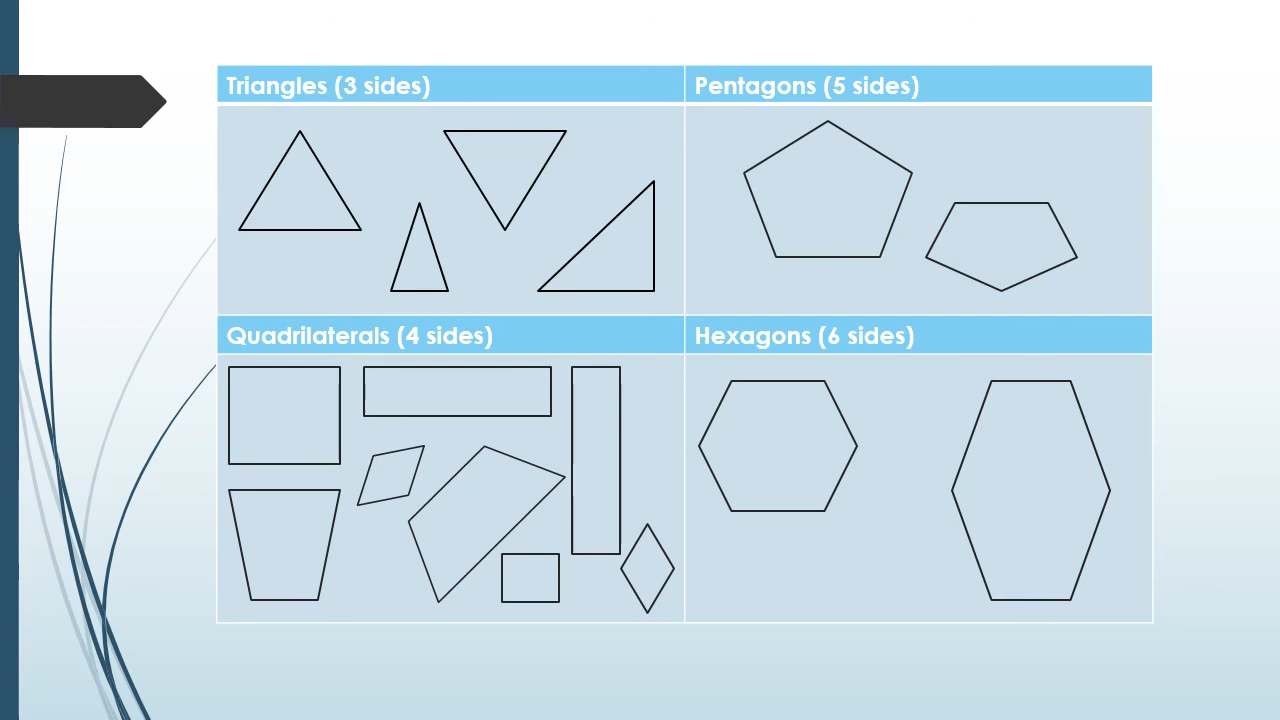 Triangles (3 sides)
Pentagons (5 sides)
Quadrilaterals (4 sides)
Hexagons (6 sides)